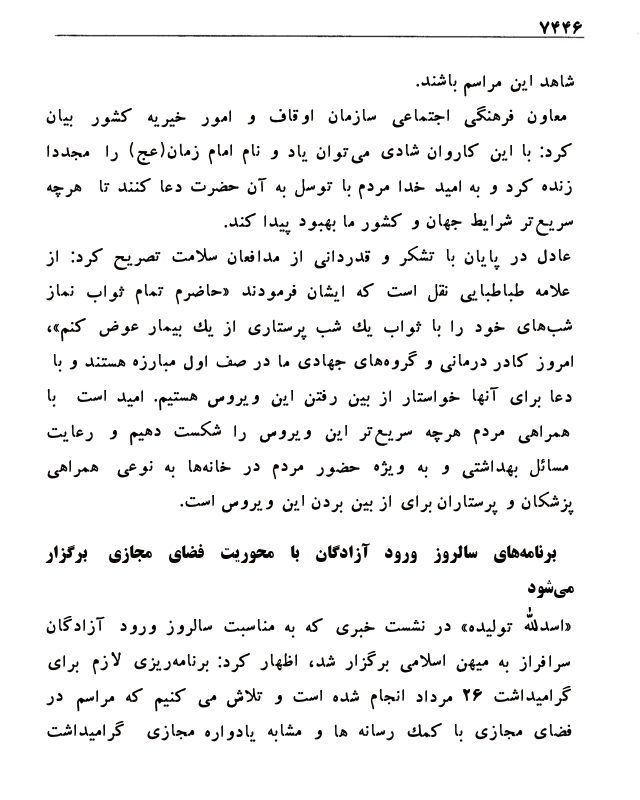 ۷۴۴۶
شاهد این مراسم باشند.
معاون فرهنگی اجتماعی سازمان اوقاف و امور خیریه کشور بیان
کرد: با این کاروان شادی می‌توان یاد و نام امام زمان(عج) را مجددا
زنده کرد و به امید خدا مردم با توسل به آن حضرت دعا کنند تا هرچه
سریع‌تر شرایط جهان و کشور ما بهبود پیدا کند.
عادل در پایان با تشکر و قدردانی از مدافعان سلامت تصریح کرد: از
علامه طباطبایی نقل است که ایشان فرمودند «حاضرم تمام ثواب نماز
شب‌های خود را با ثواب یك شب پرستاری از یك بیمار عوض کنم»،
امروز کادر درمانی و گروه‌های جهادی ما در صف اول مبارزه هستند و با
دعا برای آنها خواستار از بین رفتن این ویروس هستیم. امید است با
همراهی مردم هرچه سریع‌تر این ویروس را شکست دهیم و رعایت
مسائل بهداشتی و به ویژه حضور مردم در خانه‌ها به نوعی همراهی
پزشکان و پرستاران برای از بین بردن این ویروس است.
برنامه‌های سالروز ورود آزادگان با محوریت فضای مجازی برگزار
می‌شود
«اسدالله تولیده» در نشست خبری که به مناسبت سالروز ورود آزادگان
سرافراز به میهن اسلامی برگزار شد، اظهار کرد: برنامه‌ریزی لازم برای
گرامیداشت ۲۶ مرداد انجام شده است و تلاش می کنیم که مراسم در
فضای مجازی با کمك رسانه ها و مشابه یادواره مجازی گرامیداشت